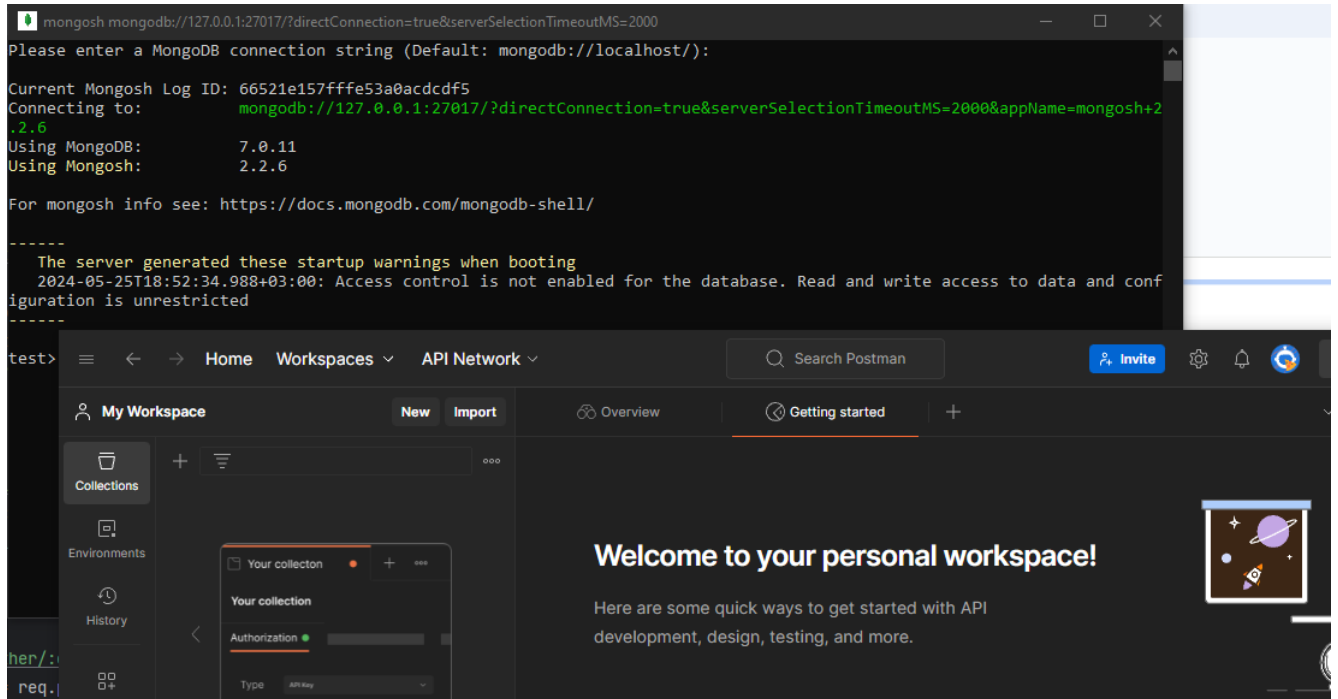 mongosh mongodb://127.0.0.1:27017/?directConnection=true&serverSelectionTimeoutMS=2000
Please enter a MongoDB connection string (Default: mongodb://localhost/):
Current Mongosh Log ID: 66521e157fffe53a0acdcdf5
Connecting to: mongodb://127.0.0.1:27017/?directConnection=true&serverSelectionTimeoutMS=2000&appName=mongosh+2
.2.6
Using MongoDB: 7.0.11
Using Mongosh: 2.2.6
For mongosh info see: https://docs.mongodb.com/mongodb-shell/
------
The server generated these startup warnings when booting
2024-05-25T18:52:34.988+03:00: Access control is not enabled for the database. Read and write access to data and conf
iguration is unrestricted
------
test>
Home Workspaces API Network Search Postman Invite
My Workspace New Import Overview Getting started
Collections
Environments
History
Your collecton
Your collection
Authorization
Type API Key
Welcome to your personal workspace!
Here are some quick ways to get started with API
development, design, testing, and more.
her/:
req.